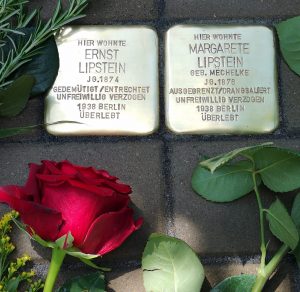 HIER WOHNTE
ERNST
LIPSTEIN
JG. 1874
GEDEMÜTIGT/ENTRECHTET
UNFREIWILLIG VERZOGEN
1938 BERLIN
ÜBERLEBT
HIER WOHNTE
MARGARETE
LIPSTEIN
GEB. MECHELKE
JG. 1878
AUSGEGRENZT/DRANGSALIERT
UNFREIWILLIG VERZOGEN
1938 BERLIN
ÜBERLEBT